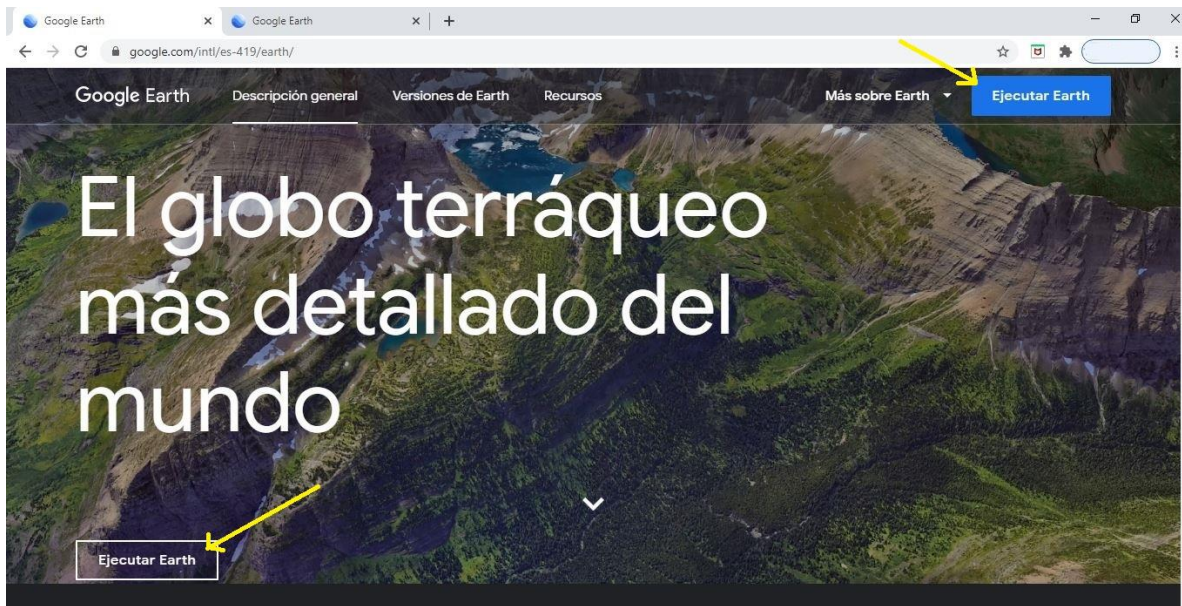 Google Earth
Google Earth
google.com/intl/es-419/earth/
Google Earth Descripción general Versiones de Earth Recursos Más sobre Earth Ejecutar Earth
El globo terráqueo
más detallado del
mundo
Ejecutar Earth